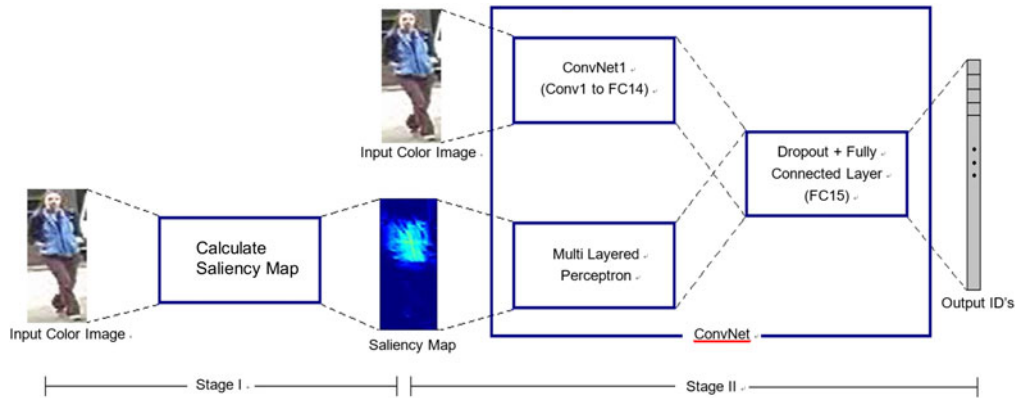 ConvNet1
(Conv1 to FC14)
Input Color Image
Dropout + Fully
Connected Layer
(FC15)
Calculate
Saliency Map
Multi Layered
Perceptron
Output ID's
Input Color Image
Saliency Map
ConvNet
Stage I
Stage II